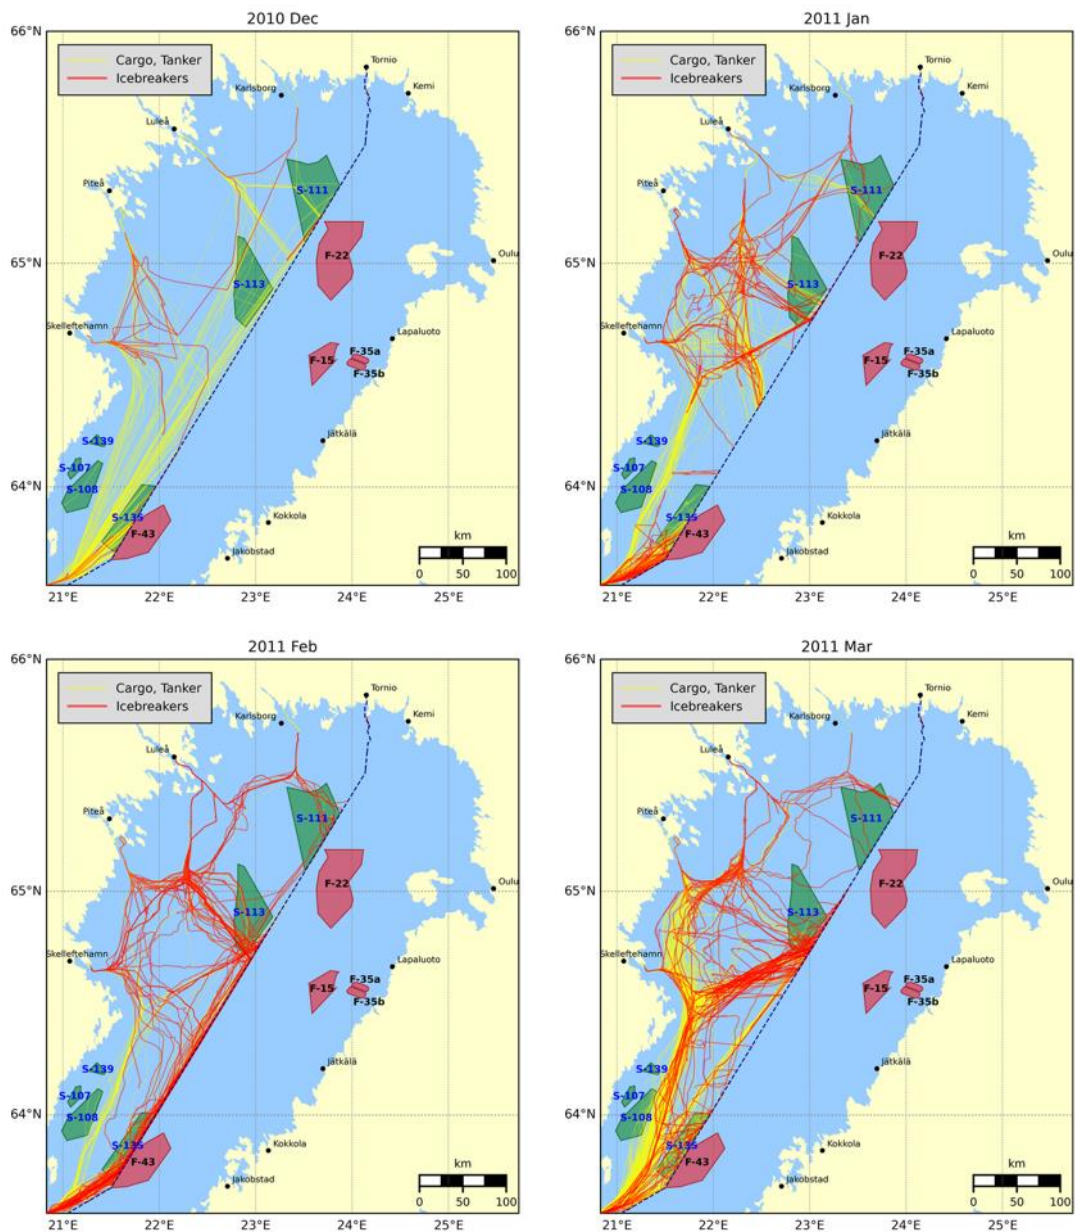 2010 Dec
66°N
Cargo, Tanker
Icebreakers
Tornio
Karlsborg
Kemi
Luleå
Piteå
S-111
65°N
F-22
Oulu
S-113
Skelleftehamn
Lapaluoto
F-15
F-35a
F-35b
S-139
Jätkälä
S-107
S-108
64°N
S-135
F-43
Kokkola
Jakobstad
km
0 50 100
21°E 22°E 23°E 24°E 25°E
2011 Jan
66°N
Cargo, Tanker
Icebreakers
Tornio
Karlsborg
Kemi
Luleå
Piteå
S-111
65°N
F-22
Oulu
S-113
Skelleftehamn
Lapaluoto
F-15
F-35a
F-35b
S-139
Jätkälä
S-107
S-108
64°N
S-135
F-43
Kokkola
Jakobstad
km
0 50 100
21°E 22°E 23°E 24°E 25°E
2011 Feb
66°N
Cargo, Tanker
Icebreakers
Tornio
Karlsborg
Kemi
Luleå
Piteå
S-111
65°N
F-22
Oulu
S-113
Skelleftehamn
Lapaluoto
F-15
F-35a
F-35b
S-139
Jätkälä
S-107
S-108
64°N
S-135
F-43
Kokkola
Jakobstad
km
0 50 100
21°E 22°E 23°E 24°E 25°E
2011 Mar
66°N
Cargo, Tanker
Icebreakers
Tornio
Karlsborg
Kemi
Luleå
Piteå
S-111
65°N
F-22
Oulu
S-113
Skelleftehamn
Lapaluoto
F-15
F-35a
F-35b
S-139
Jätkälä
S-107
S-108
64°N
S-135
F-43
Kokkola
Jakobstad
km
0 50 100
21°E 22°E 23°E 24°E 25°E